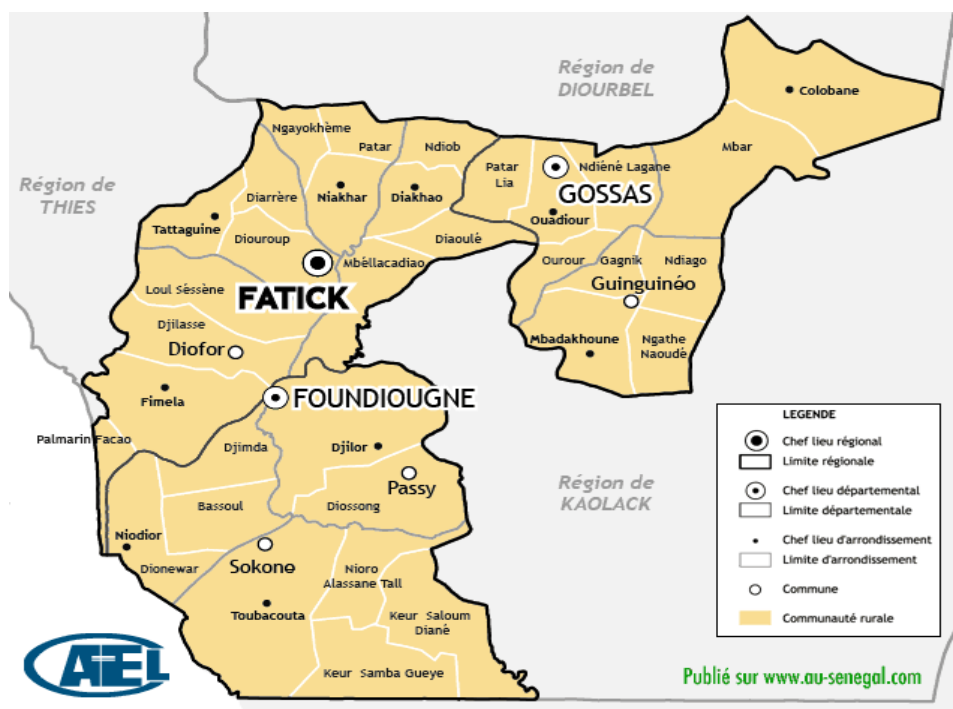 Région de
DIOURBEL
Colobane
Ngayokhème
Patar
Ndiob
Mbar
Patar
Lia
Ndiéné Lagane
GOSSAS
Région de
THIES
Diarrère
Niakhar
Diakhao
Ouadiour
Tattaguine
Diouroup
Diaoulé
Mbéllacadiao
Ourour
Gagnik
Ndiago
Guinguinéo
Loul Séssène
FATICK
Djilasse
Diofor
Mbadakhoune
Ngathe
Naoudé
Fimela
FOUNDIOUGNE
Palmarin Facao
Djimda
Djilor
Passy
Région de
KAOLACK
Bassoul
Diossong
Niodior
Dionewar
Sokone
Nioro
Alassane Tall
Toubacouta
Keur Saloum
Diané
Keur Samba Gueye
LEGENDE
Chef lieu régional
Limite régionale
Chef lieu départemental
Limite départementale
Chef lieu d'arrondissement
Limite d'arrondissement
Commune
Communauté rurale
Publié sur www.au-senegal.com